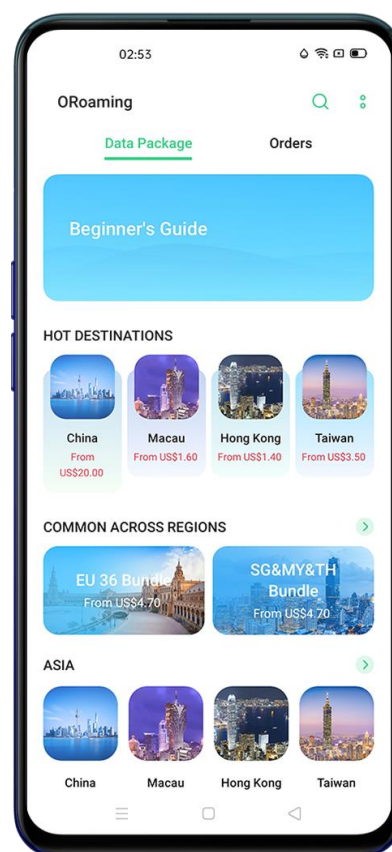 02:53
ORoaming
Data Package
Orders
Beginner's Guide
HOT DESTINATIONS
China
Macau
Hong Kong
Taiwan
From
US$20.00
From US$1.60
From US$1.40
From US$3.50
COMMON ACROSS REGIONS
EU 36 Bundle
From US$4.70
SG&MY&TH
Bundle
From US$4.70
ASIA
China
Macau
Hong Kong
Taiwan